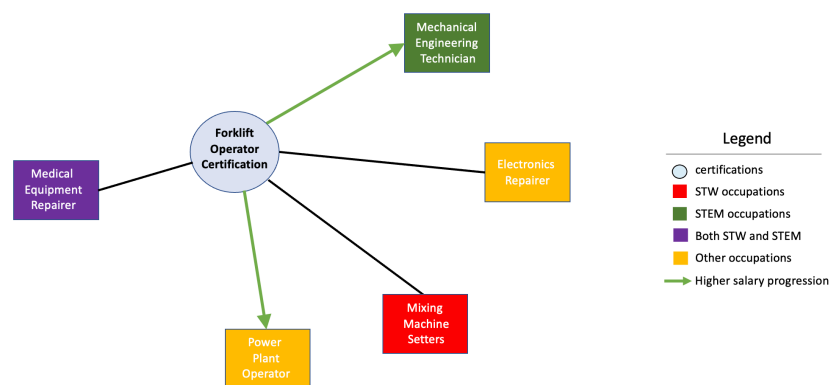 Mechanical
Engineering
Technician
Forklift
Operator
Certification
Medical
Equipment
Repairer
Electronics
Repairer
Mixing
Machine
Setters
Power
Plant
Operator
Legend
certifications
STW occupations
STEM occupations
Both STW and STEM
Other occupations
Higher salary progression